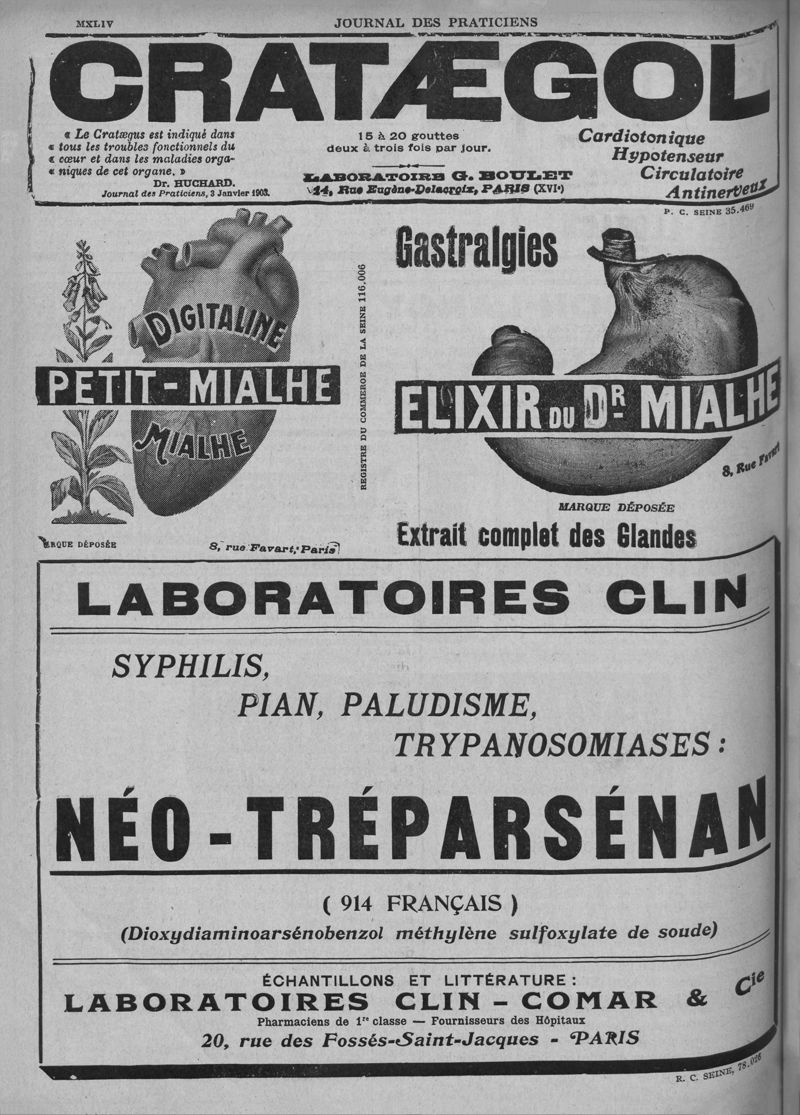 MXLIV
JOURNAL DES PRATICIENS
CRATÆGOL
« Le Cratægus est indiqué dans
« tous les troubles fonctionnels du
« cœur et dans les maladies orga-
« niques de cet organe. »
Dr. HUCHARD.
Journal des Praticiens, 3 Janvier 1903.
15 à 20 gouttes
deux à trois fois par jour.
LABORATOIRE G. BOULET
14, Rue Eugène-Delacroix, PARIS (XVIe)
Cardiotonique
Hypotenseur
Circulatoire
Antinerveux
P. C. SEINE 35.469
DIGITALINE
PETIT-MIALHE
MIALHE
MARQUE DÉPOSÉE
8, rue Favart, Paris
REGISTRE DU COMMERCE DE LA SEINE 116.006
Gastralgies
ELIXIR DU DR MIALHE
8, Rue Favart
MARQUE DÉPOSÉE
Extrait complet des Glandes
LABORATOIRES CLIN
SYPHILIS,
PIAN, PALUDISME,
TRYPANOSOMIASES :
NÉO-TRÉPARSÉNAN
( 914 FRANÇAIS )
(Dioxydiaminoarsénobenzol méthylène sulfoxylate de soude)
ÉCHANTILLONS ET LITTÉRATURE :
LABORATOIRES CLIN - COMAR & Cie
Pharmaciens de 1re classe — Fournisseurs des Hôpitaux
20, rue des Fossés-Saint-Jacques - PARIS
R. C. SEINE, 78.026